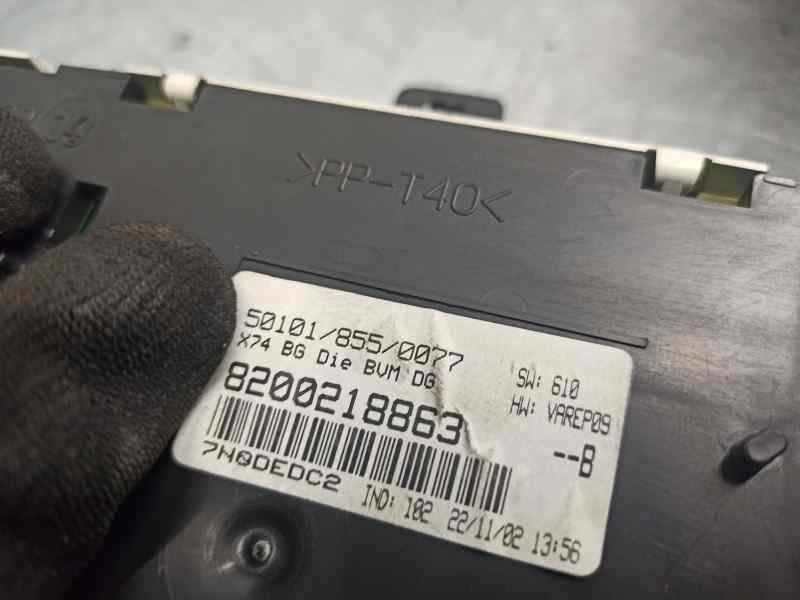 >PP-T40<
50101/855/0077
X74 BG Die BVM DG
8200218863
7N0DEDC2
SW: 610
HW: VAREP09
--B
IND: 102 22/11/02 13:56